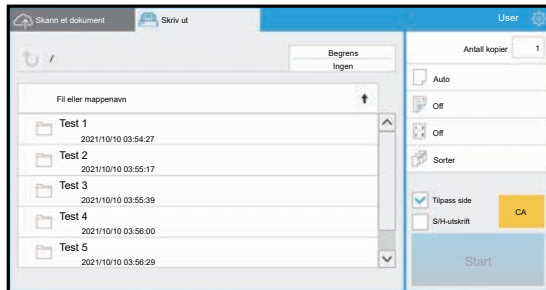 Skann et dokument
Skriv ut
User
/
Begrens
Ingen
Fil eller mappenavn
Test 1
2021/10/10 03:54:27
Test 2
2021/10/10 03:55:17
Test 3
2021/10/10 03:55:39
Test 4
2021/10/10 03:56:00
Test 5
2021/10/10 03:56:29
Antall kopier 1
Auto
Off
Off
Sorter
Tilpass side
S/H-utskrift
CA
Start